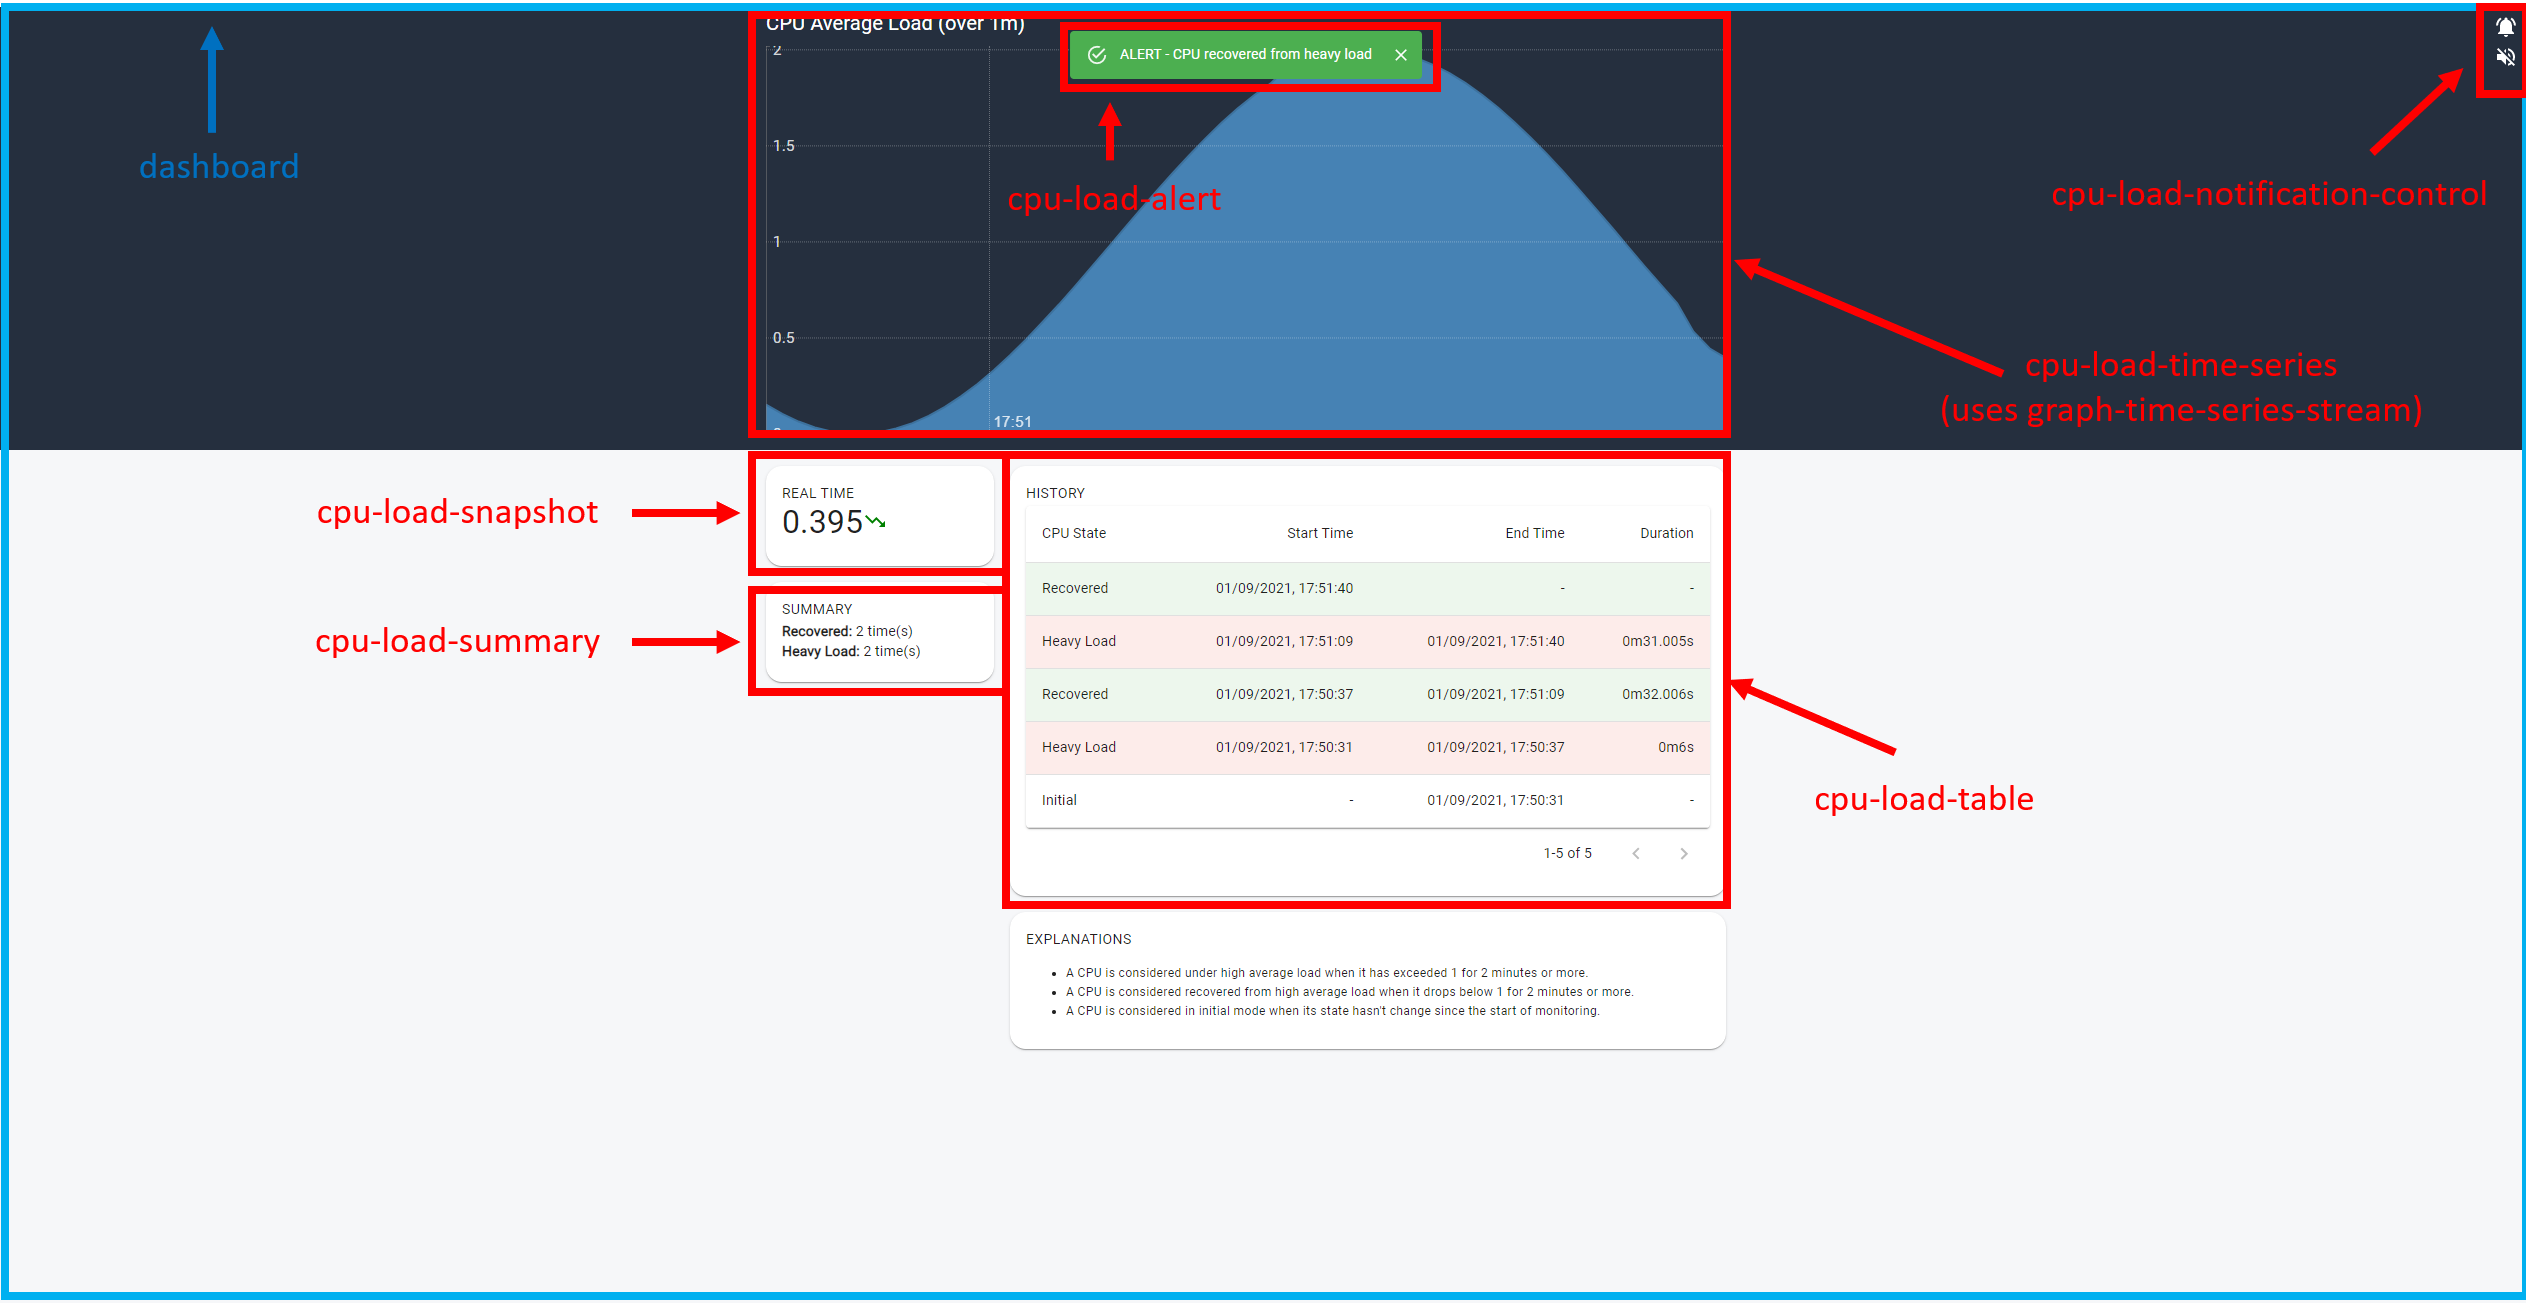 CPU Average Load (over 1m)
2
ALERT - CPU recovered from heavy load
dashboard
1.5
cpu-load-alert
cpu-load-notification-control
1
0.5
cpu-load-time-series
(uses graph-time-series-stream)
17:51
REAL TIME
0.395
cpu-load-snapshot
SUMMARY
Recovered: 2 time(s)
Heavy Load: 2 time(s)
cpu-load-summary
HISTORY
CPU State Start Time End Time Duration
Recovered 01/09/2021, 17:51:40 - -
Heavy Load 01/09/2021, 17:51:09 01/09/2021, 17:51:40 0m31.005s
Recovered 01/09/2021, 17:50:37 01/09/2021, 17:51:09 0m32.006s
Heavy Load 01/09/2021, 17:50:31 01/09/2021, 17:50:37 0m6s
Initial - 01/09/2021, 17:50:31 -
1-5 of 5
cpu-load-table
EXPLANATIONS
• A CPU is considered under high average load when it has exceeded 1 for 2 minutes or more.
• A CPU is considered recovered from high average load when it drops below 1 for 2 minutes or more.
• A CPU is considered in initial mode when its state hasn't change since the start of monitoring.